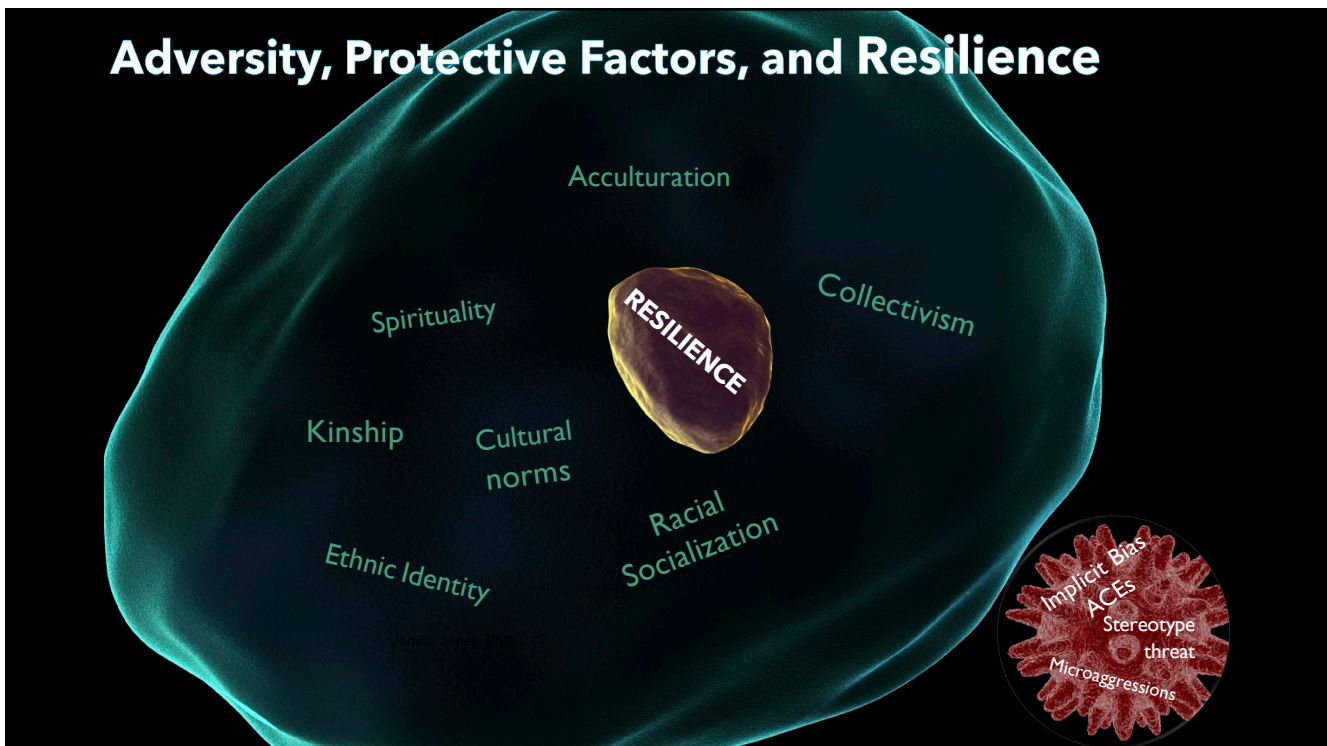 Adversity, Protective Factors, and Resilience
Acculturation
Collectivism
Spirituality
RESILIENCE
Kinship
Cultural
norms
Racial
Socialization
Ethnic Identity
Implicit Bias
ACEs
Stereotype
threat
Microaggressions